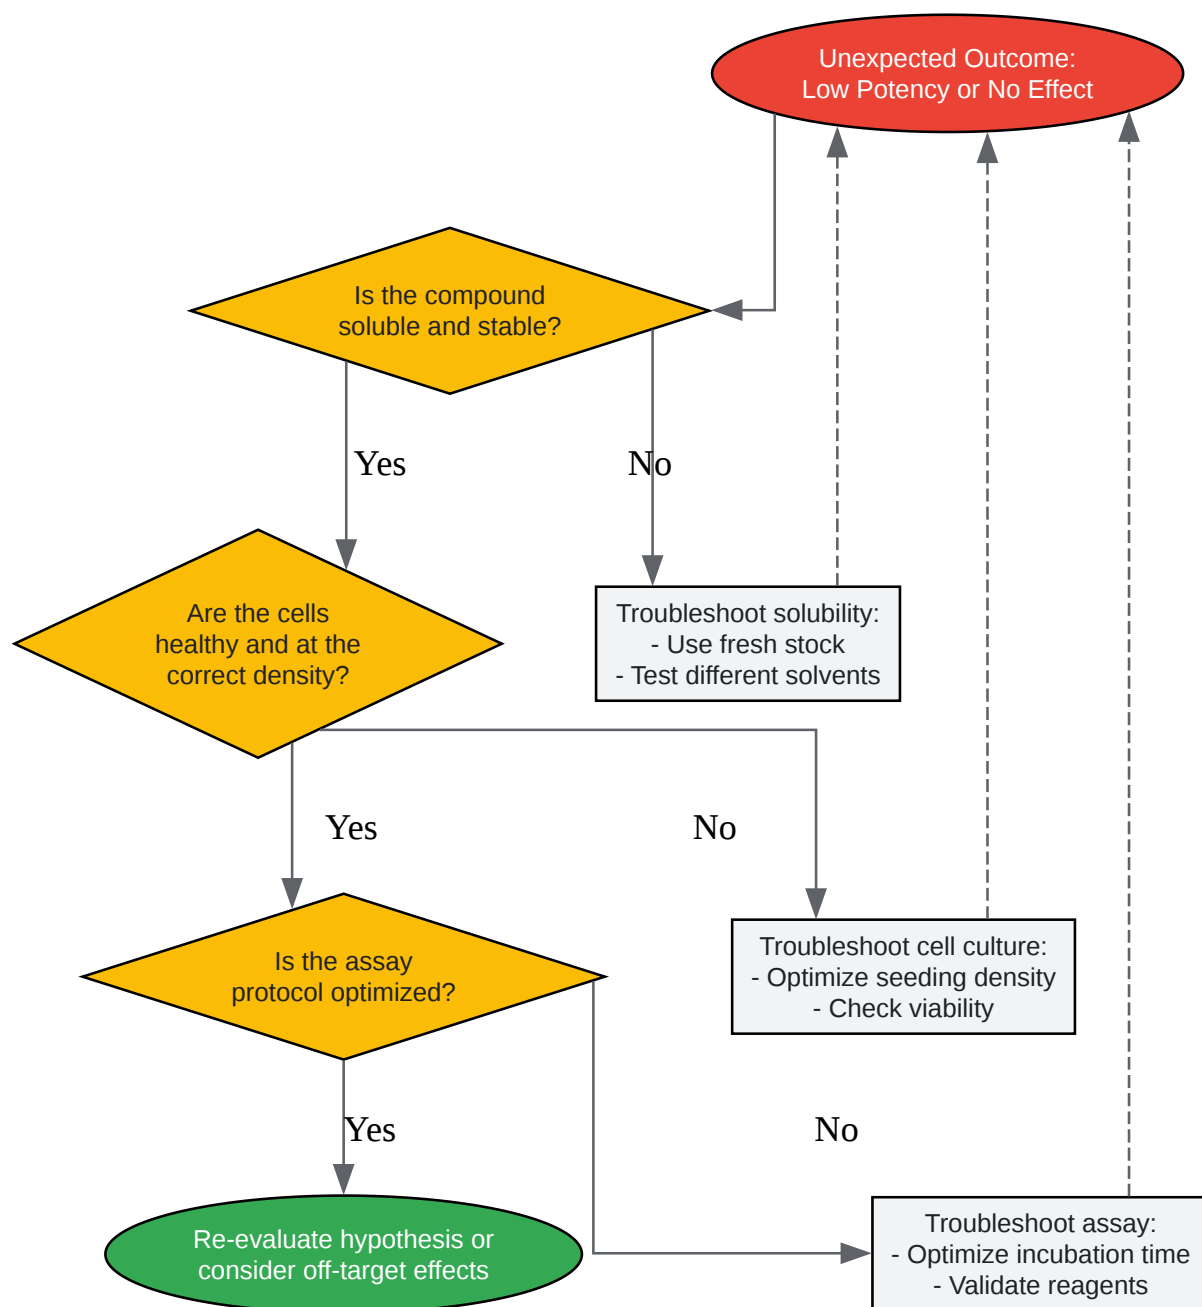 Unexpected Outcome:
Low Potency or No Effect
Is the compound
soluble and stable?
Yes
No
Are the cells
healthy and at the
correct density?
Troubleshoot solubility:
- Use fresh stock
- Test different solvents
Yes
No
Is the assay
protocol optimized?
Troubleshoot cell culture:
- Optimize seeding density
- Check viability
Yes
No
Re-evaluate hypothesis or
consider off-target effects
Troubleshoot assay:
- Optimize incubation time
- Validate reagents